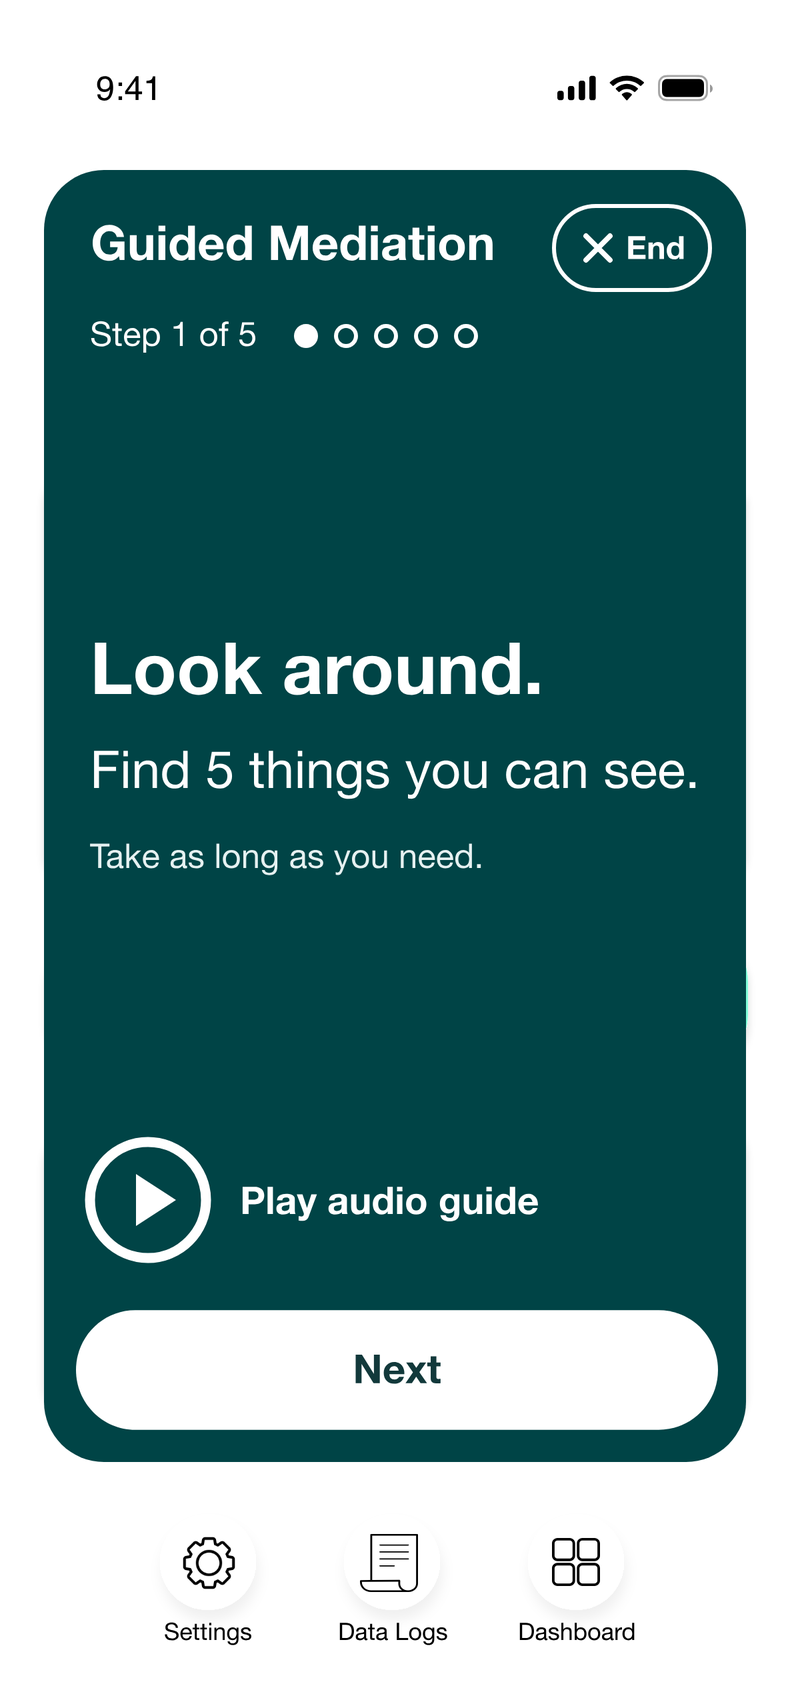 9:41
Guided Mediation
End
Step 1 of 5
Look around.
Find 5 things you can see.
Take as long as you need.
Play audio guide
Next
Settings
Data Logs
Dashboard